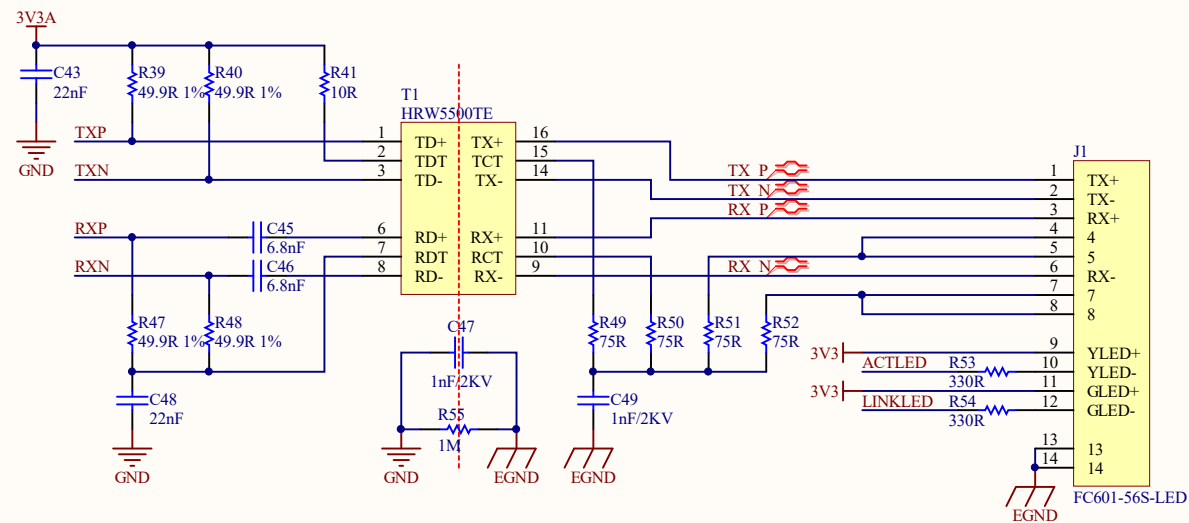 3V3A
C43
22nF
R39
49.9R 1%
R40
49.9R 1%
R41
10R
GND
T1
HRW5500TE
TXP
TXN
1
2
3
TD+
TDT
TD-
TX+
TCT
TX-
16
15
14
RXP
RXN
C45
6.8nF
C46
6.8nF
6
7
8
RD+
RDT
RD-
RX+
RCT
RX-
11
10
9
TX_P
TX_N
RX_P
RX_N
J1
1
2
3
4
5
6
7
8
9
10
11
12
13
14
TX+
TX-
RX+
4
5
RX-
7
8
YLED+
YLED-
GLED+
GLED-
13
14
FC601-56S-LED
R47
49.9R 1%
R48
49.9R 1%
C48
22nF
GND
C47
1nF/2KV
R55
1M
GND
EGND
R49
75R
R50
75R
R51
75R
R52
75R
C49
1nF/2KV
EGND
3V3
ACTLED
R53
330R
3V3
LINKLED
R54
330R
EGND